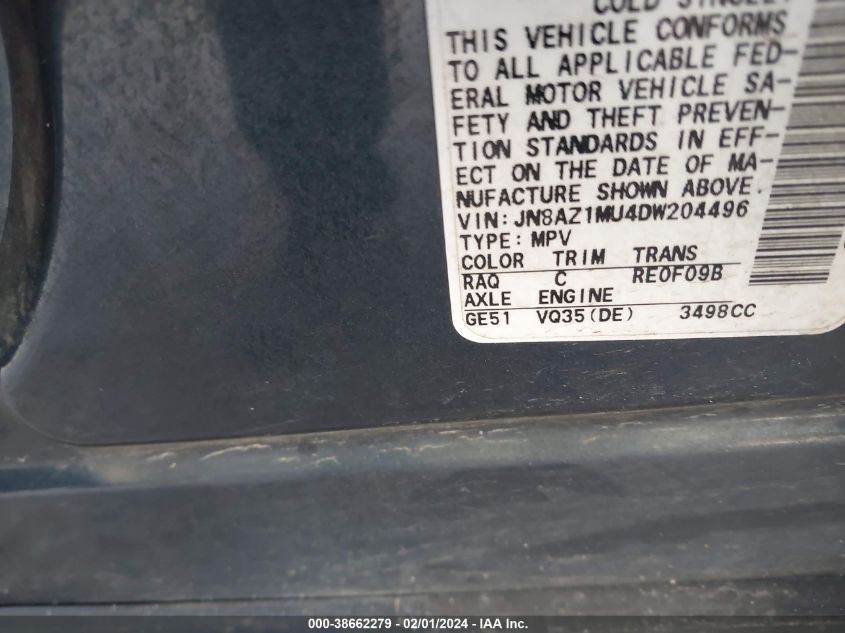 COLD
THIS VEHICLE CONFORMS
TO ALL APPLICABLE FED-
ERAL MOTOR VEHICLE SA-
FETY AND THEFT PREVEN-
TION STANDARDS IN EFF-
ECT ON THE DATE OF MA-
NUFACTURE SHOWN ABOVE.
VIN:JN8AZ1MU4DW204496
TYPE:MPV
COLOR TRIM TRANS
RAQ C RE0F09B
AXLE ENGINE
GE51 VQ35(DE) 3498CC
000-38662279 - 02/01/2024 - IAA Inc.